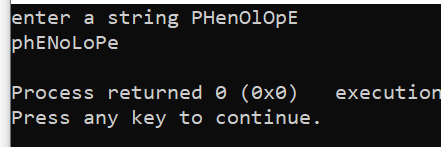 enter a string PHenOlOpE
phENoLoPe
Process returned 0 (0x0)   execution
Press any key to continue.